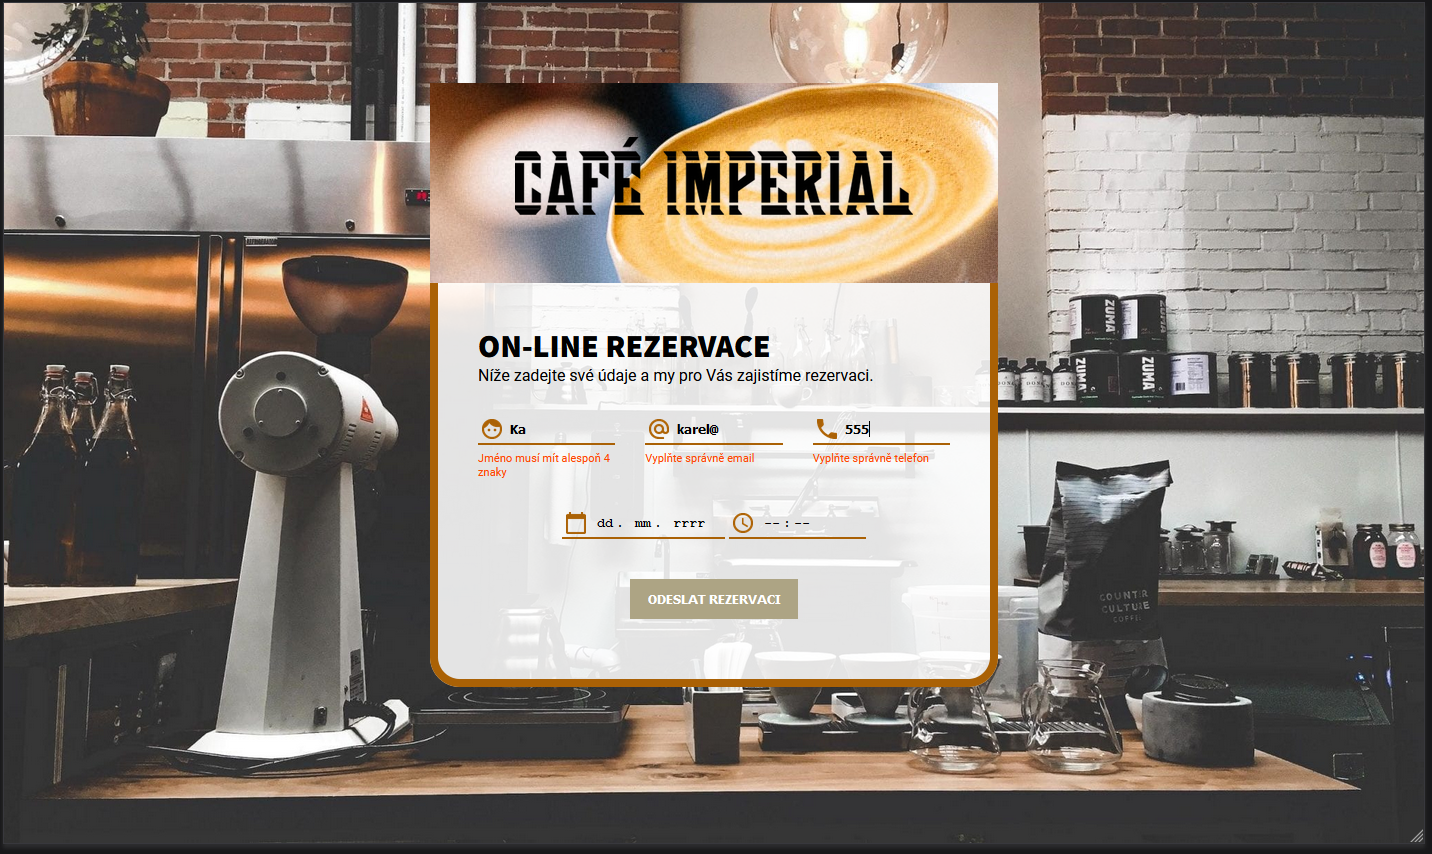 CAFÉ IMPERIAL
ON-LINE REZERVACE
Níže zadejte své údaje a my pro Vás zajistíme rezervaci.
Ka
karel@
555
Jméno musí mít alespoň 4
znaky
Vyplňte správně email
Vyplňte správně telefon
dd. mm. rrrr
--:--
ODESLAT REZERVACI
ZUMA
ZUMA
ZUMA
ZUMA
COUNTER
CULTURE
COFFEE